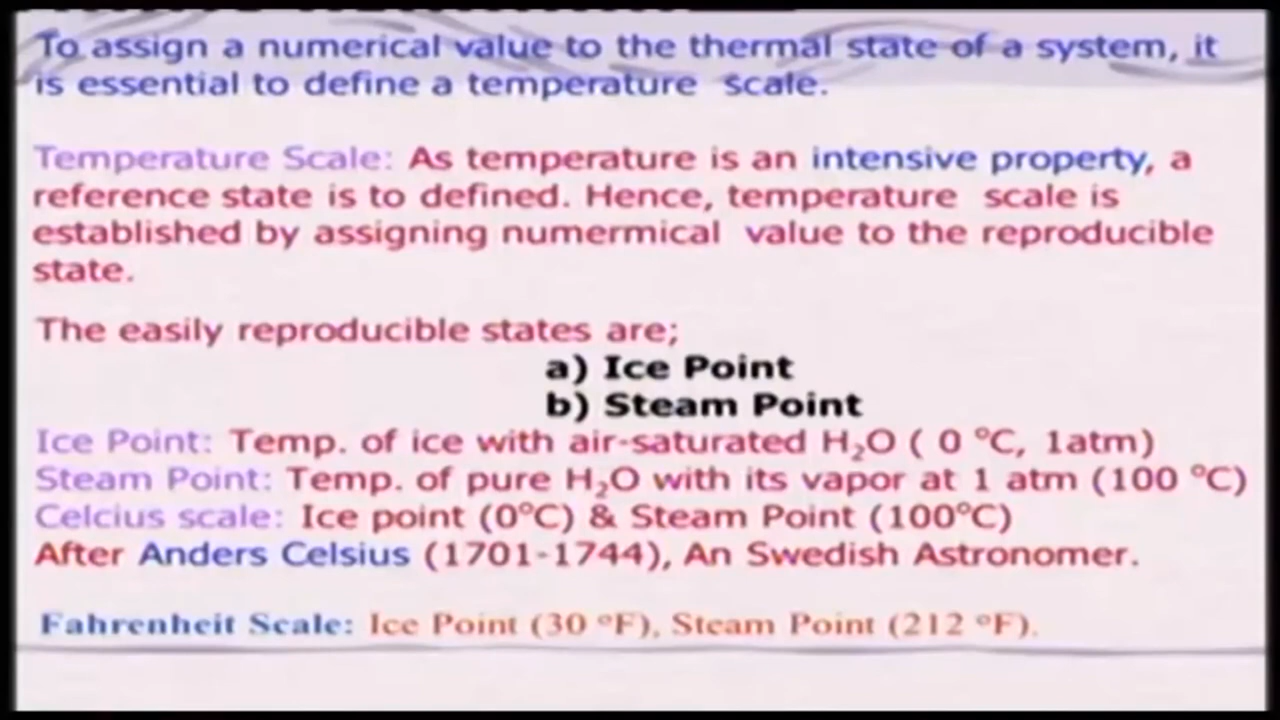 To assign a numerical value to the thermal state of a system, it
is essential to define a temperature scale.
Temperature Scale: As temperature is an intensive property, a
reference state is to defined. Hence, temperature scale is
established by assigning numermical value to the reproducible
state.
The easily reproducible states are;
a) Ice Point
b) Steam Point
Ice Point: Temp. of ice with air-saturated H₂O ( 0 °C, 1atm)
Steam Point: Temp. of pure H₂O with its vapor at 1 atm (100 °C)
Celcius scale: Ice point (0°C) & Steam Point (100°C)
After Anders Celsius (1701-1744), An Swedish Astronomer.
Fahrenheit Scale: Ice Point (30 °F), Steam Point (212 °F).